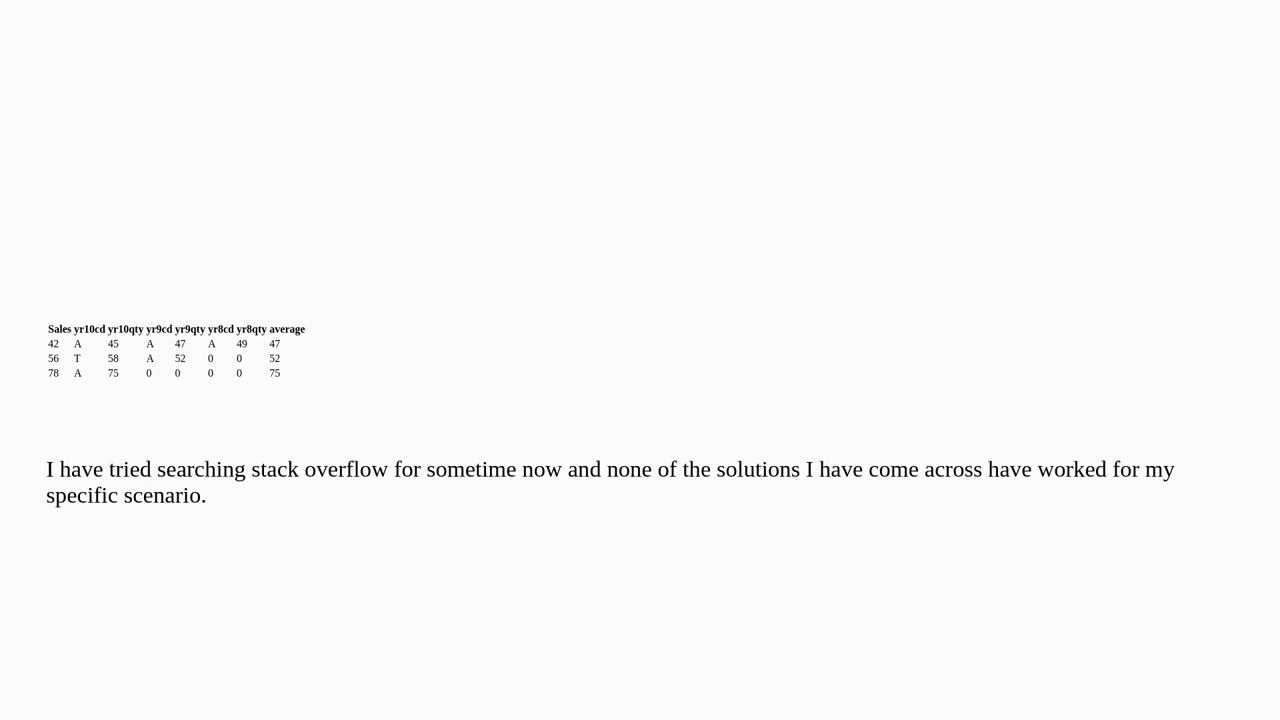 Sales yr10cd yr10qty yr9cd yr9qty yr8cd yr8qty average
42 A 45 A 47 A 49 47
56 T 58 A 52 0 0 52
78 A 75 0 0 0 0 75
I have tried searching stack overflow for sometime now and none of the solutions I have come across have worked for my
specific scenario.